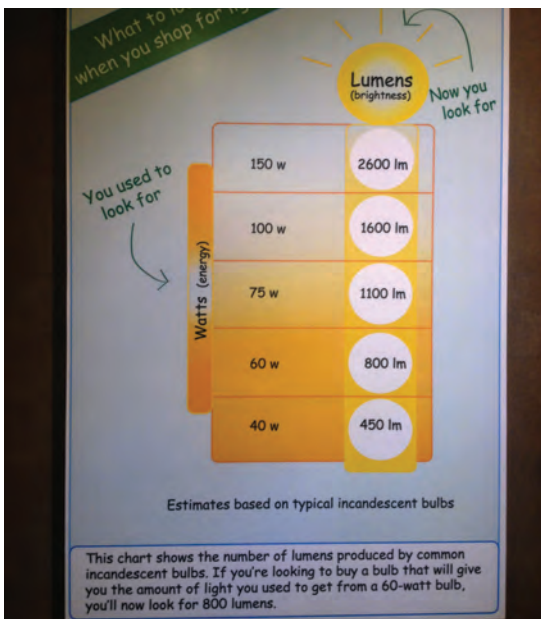 What to lo
when you shop for
Lumens
(brightness)
Now you
look for
You used to
look for
Watts (energy)
150 w 2600 lm
100 w 1600 lm
75 w 1100 lm
60 w 800 lm
40 w 450 lm
Estimates based on typical incandescent bulbs
This chart shows the number of lumens produced by common
incandescent bulbs. If you're looking to buy a bulb that will give
you the amount of light you used to get from a 60-watt bulb,
you'll now look for 800 lumens.